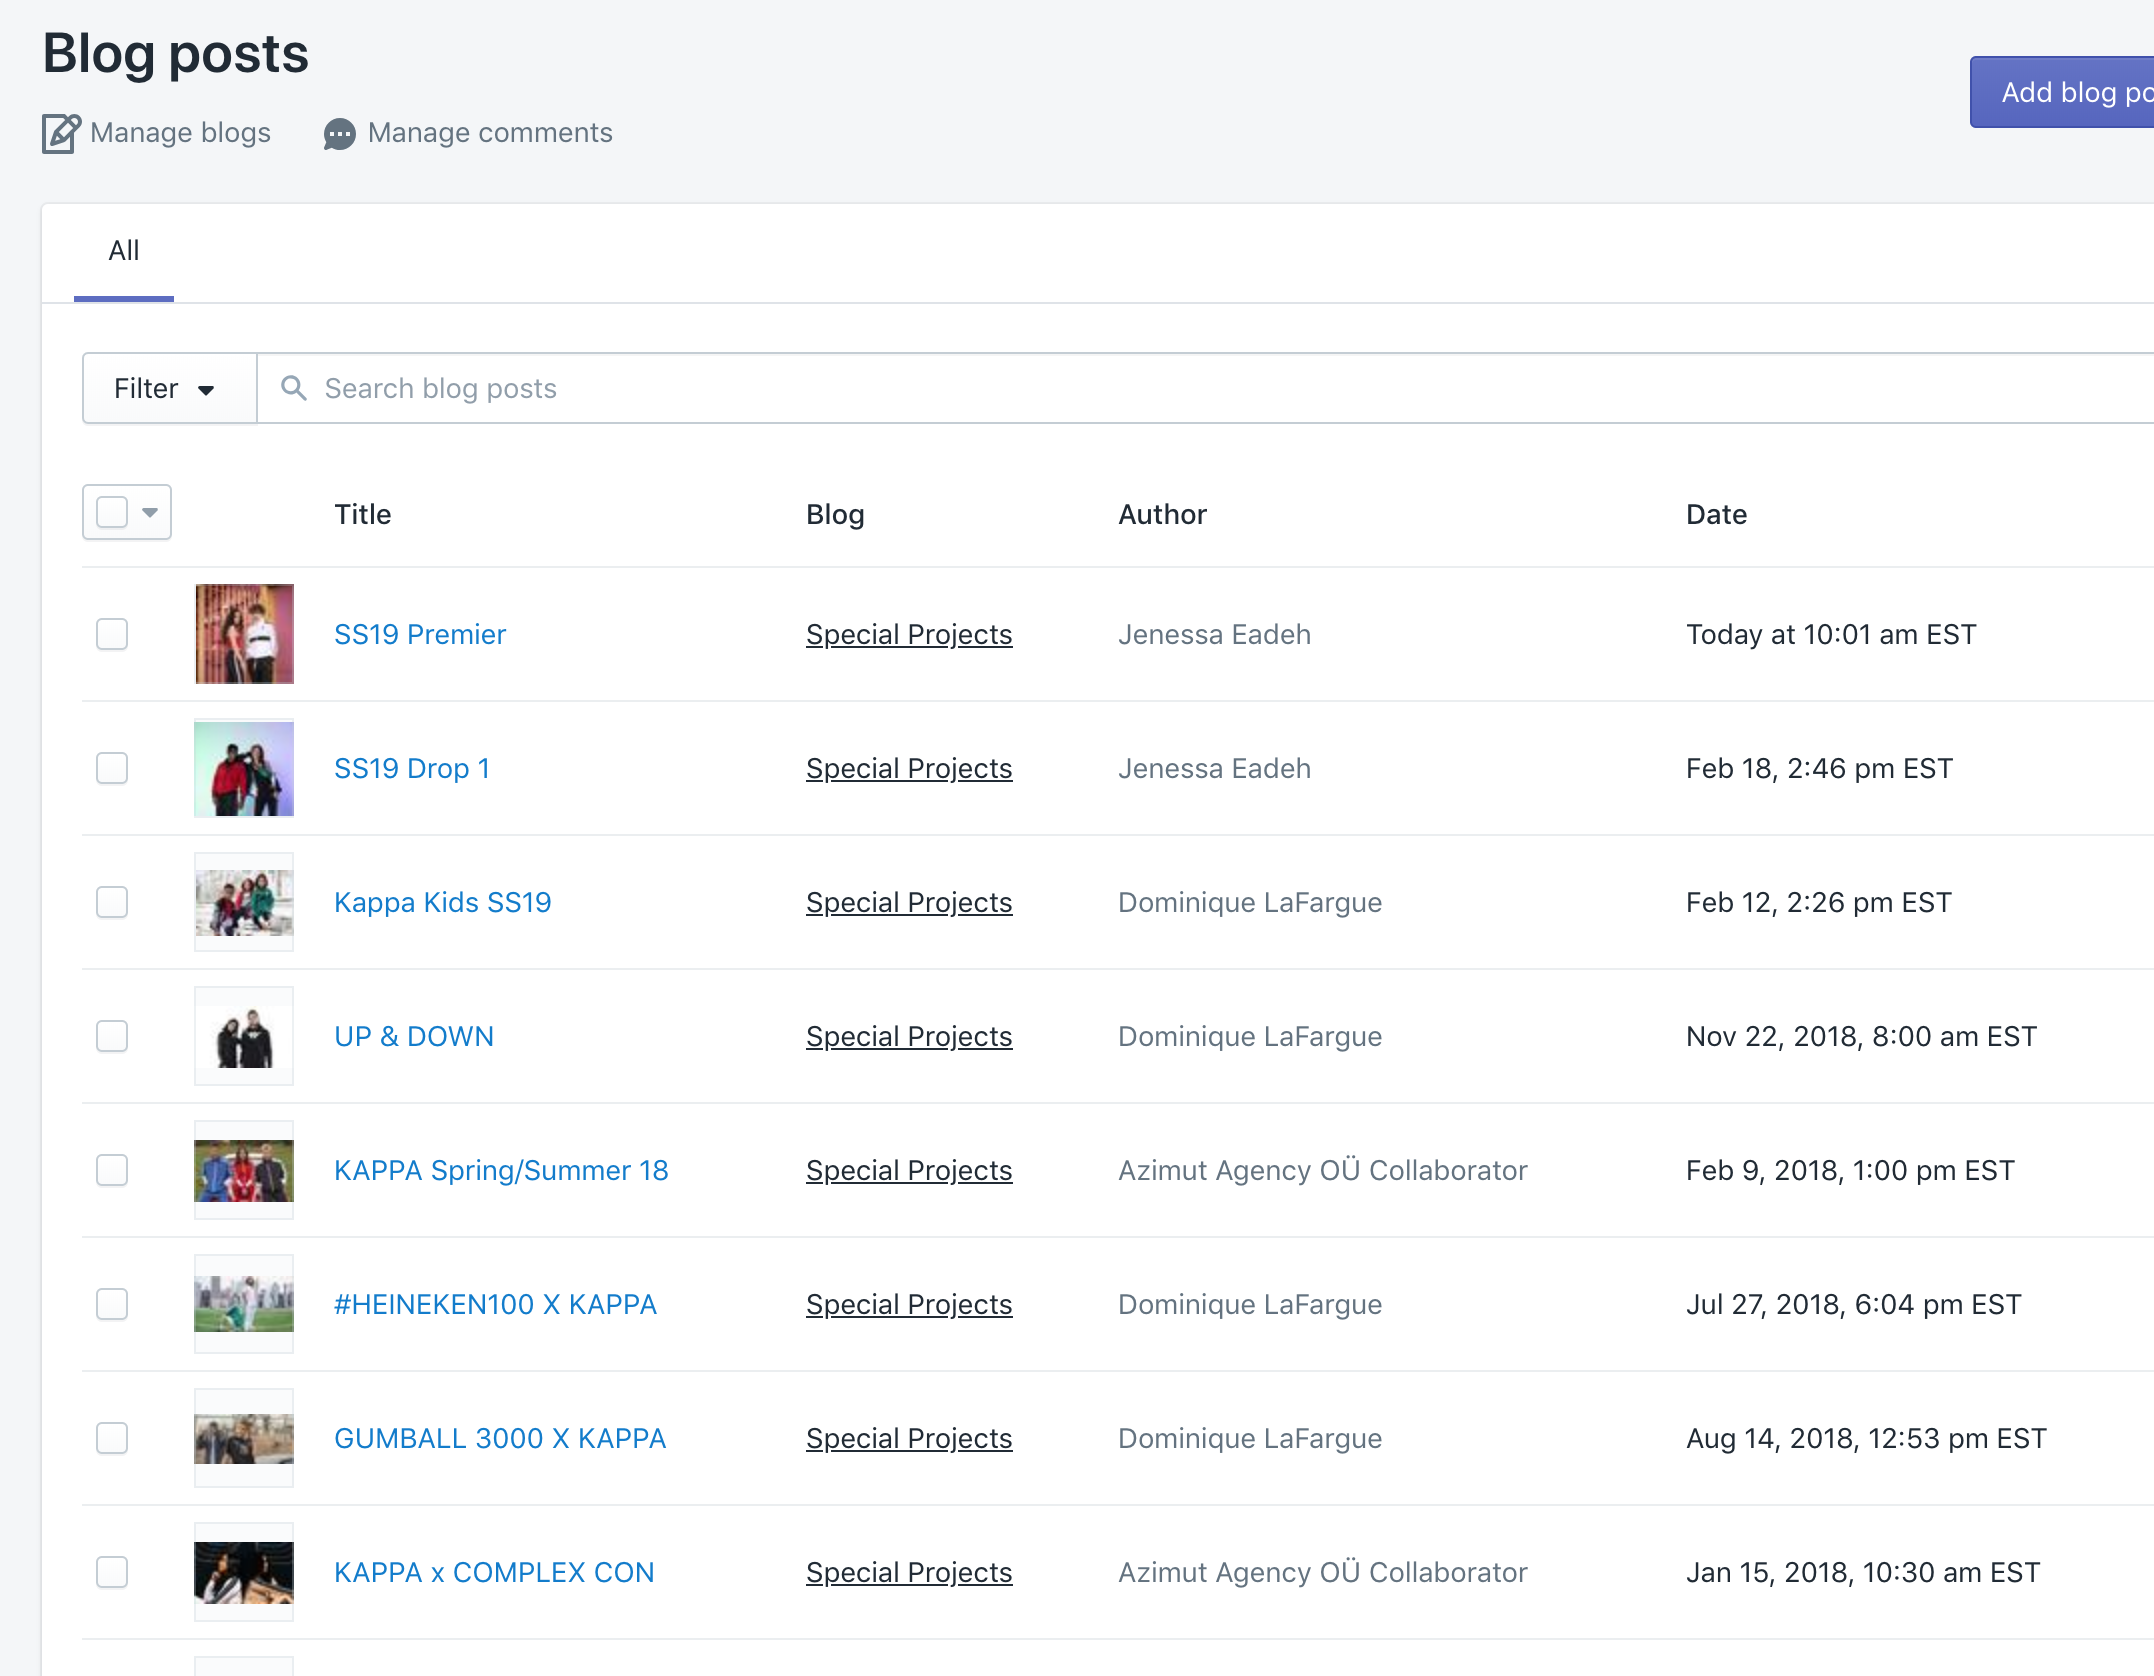 Blog posts
Add blog po
Manage blogs Manage comments
All
Filter Search blog posts
Title Blog Author Date
SS19 Premier Special Projects Jenessa Eadeh Today at 10:01 am EST
SS19 Drop 1 Special Projects Jenessa Eadeh Feb 18, 2:46 pm EST
Kappa Kids SS19 Special Projects Dominique LaFargue Feb 12, 2:26 pm EST
UP & DOWN Special Projects Dominique LaFargue Nov 22, 2018, 8:00 am EST
KAPPA Spring/Summer 18 Special Projects Azimut Agency OÜ Collaborator Feb 9, 2018, 1:00 pm EST
#HEINEKEN100 X KAPPA Special Projects Dominique LaFargue Jul 27, 2018, 6:04 pm EST
GUMBALL 3000 X KAPPA Special Projects Dominique LaFargue Aug 14, 2018, 12:53 pm EST
KAPPA x COMPLEX CON Special Projects Azimut Agency OÜ Collaborator Jan 15, 2018, 10:30 am EST